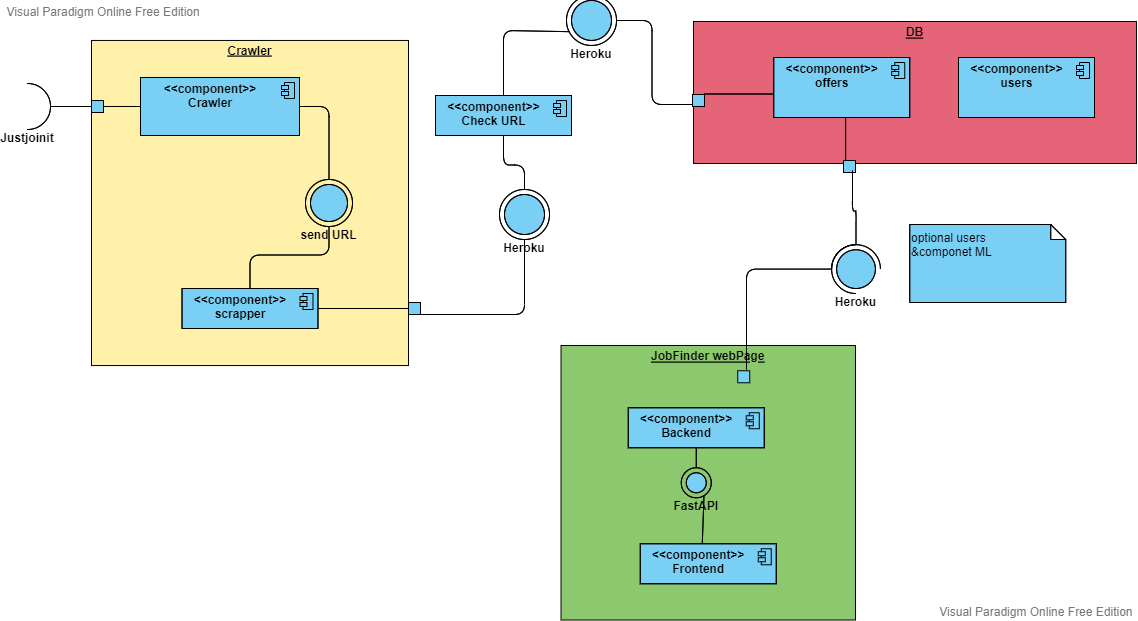 Visual Paradigm Online Free Edition
Crawler
<<component>>
Crawler
Justjoinit
send URL
<<component>>
scrapper
<<component>>
Check URL
Heroku
Heroku
DB
<<component>>
offers
<<component>>
users
Heroku
optional users
&componet ML
JobFinder webPage
<<component>>
Backend
FastAPI
<<component>>
Frontend
Visual Paradigm Online Free Edition